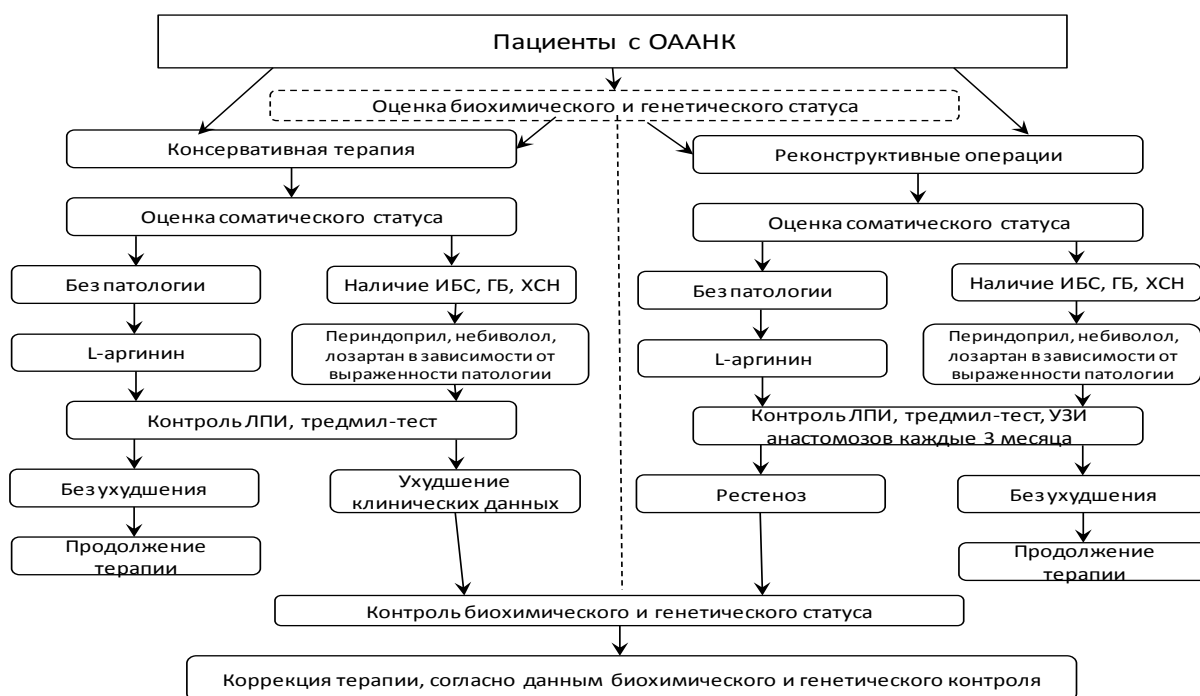 Пациенты с ОААНК
Оценка биохимического и генетического статуса
Консервативная терапия
Реконструктивные операции
Оценка соматического статуса
Оценка соматического статуса
Без патологии
Наличие ИБС, ГБ, ХСН
Без патологии
Наличие ИБС, ГБ, ХСН
L-аргинин
Периндоприл, небиволол,
лозартан в зависимости от
выраженности патологии
L-аргинин
Периндоприл, небиволол,
лозартан в зависимости от
выраженности патологии
Контроль ЛПИ, тредмил-тест
Контроль ЛПИ, тредмил-тест, УЗИ
анастомозов каждые 3 месяца
Без ухудшения
Ухудшение
клинических данных
Рестеноз
Без ухудшения
Продолжение
терапии
Продолжение
терапии
Контроль биохимического и генетического статуса
Коррекция терапии, согласно данным биохимического и генетического контроля